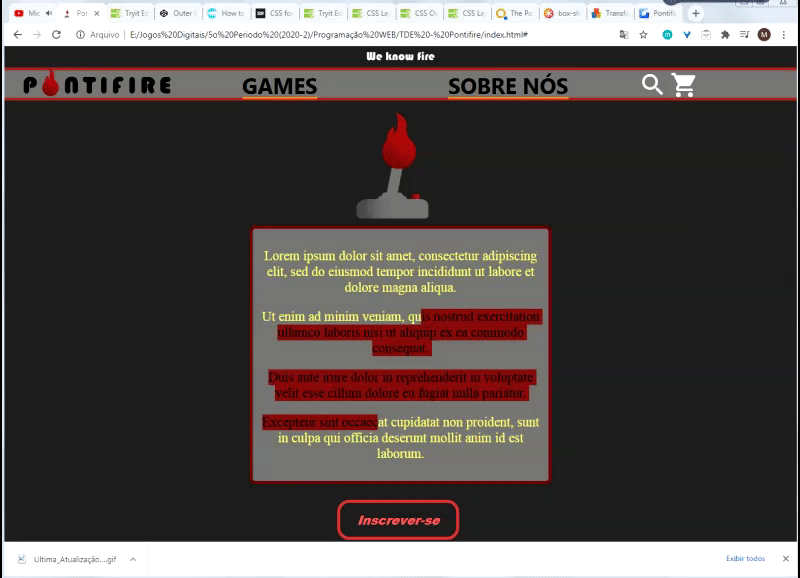 Mic
Por
Tryit Ed
Outer
How to
CSS fo
Tryit Ed
CSS La
CSS Ov
CSS La
The Po
box-sh
Transf
Pontifi
Arquivo | E:/Jogos%20Digitais/5o%20Periodo%20(2020-2)/Programação%20WEB/TDE%20-%20Pontifire/index.html#
We know fire
PONTIFIRE
GAMES
SOBRE NÓS
Lorem ipsum dolor sit amet, consectetur adipiscing
elit, sed do eiusmod tempor incididunt ut labore et
dolore magna aliqua.
Ut enim ad minim veniam, quis nostrud exercitation
ullamco laboris nisi ut aliquip ex ea commodo
consequat.
Duis aute irure dolor in reprehenderit in voluptate
velit esse cillum dolore eu fugiat nulla pariatur.
Excepteur sint occaecat cupidatat non proident, sunt
in culpa qui officia deserunt mollit anim id est
laborum.
Inscrever-se
Ultima_Atualização....gif
Exibir todos